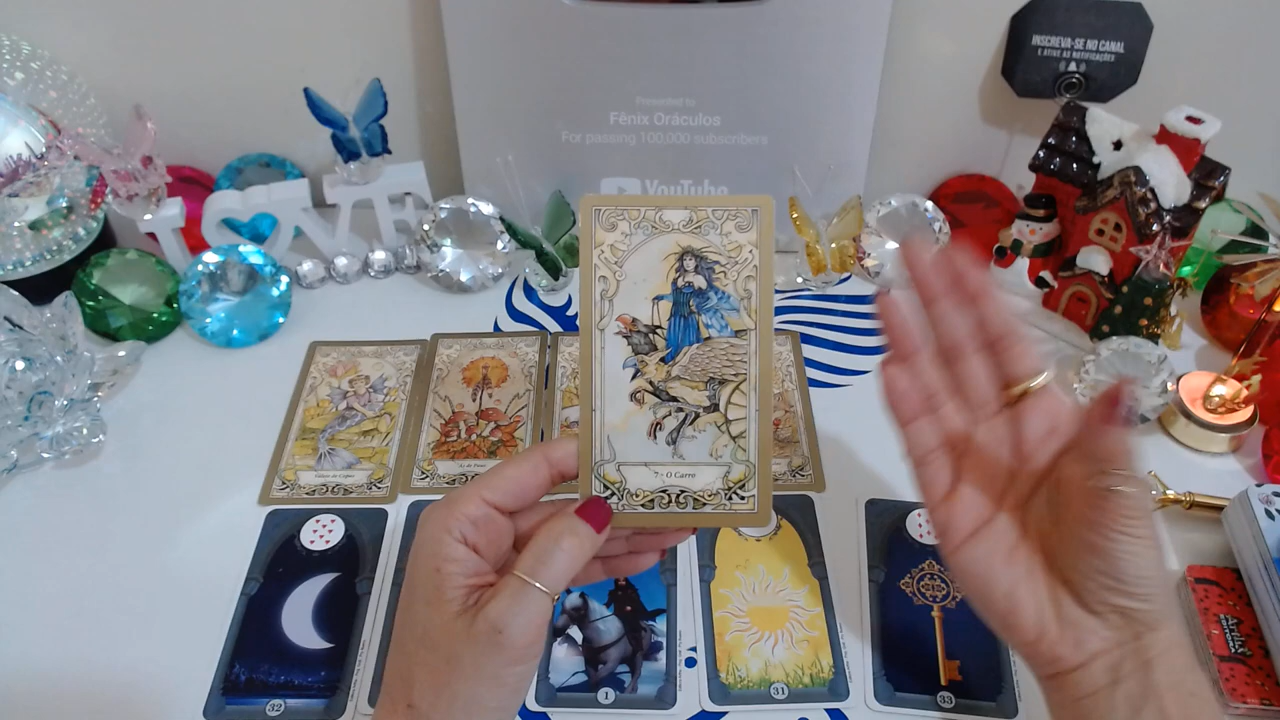 INSCREVA-SE NO CANAL
E ATIVE AS NOTIFICAÇÕES
Presented to
Fênix Oráculos
For passing 100,000 subscribers
YouTube
LOVE
7 - O Carro
Ás de Paus
32
1
31
33